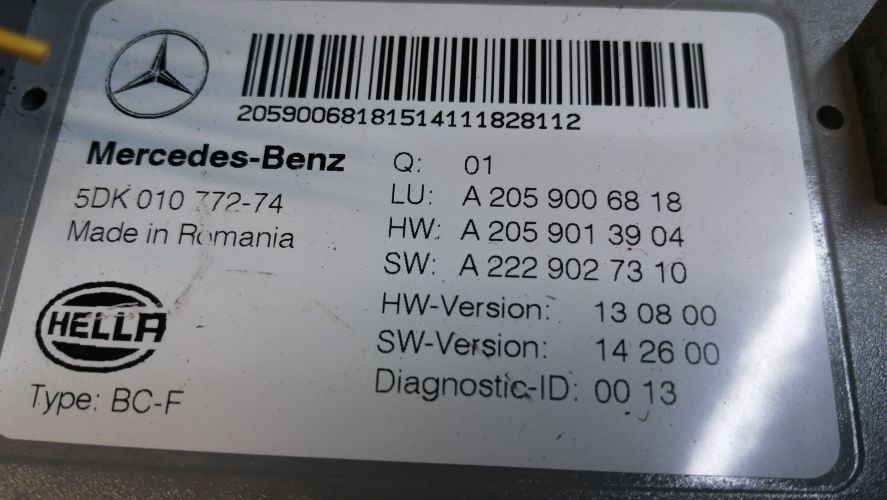 20590068181514111828112
Mercedes-Benz
5DK 010 772-74
Made in Romania
HELLA
Type: BC-F
Q: 01
LU: A 205 900 68 18
HW: A 205 901 39 04
SW: A 222 902 73 10
HW-Version: 13 08 00
SW-Version: 14 26 00
Diagnostic-ID: 00 13